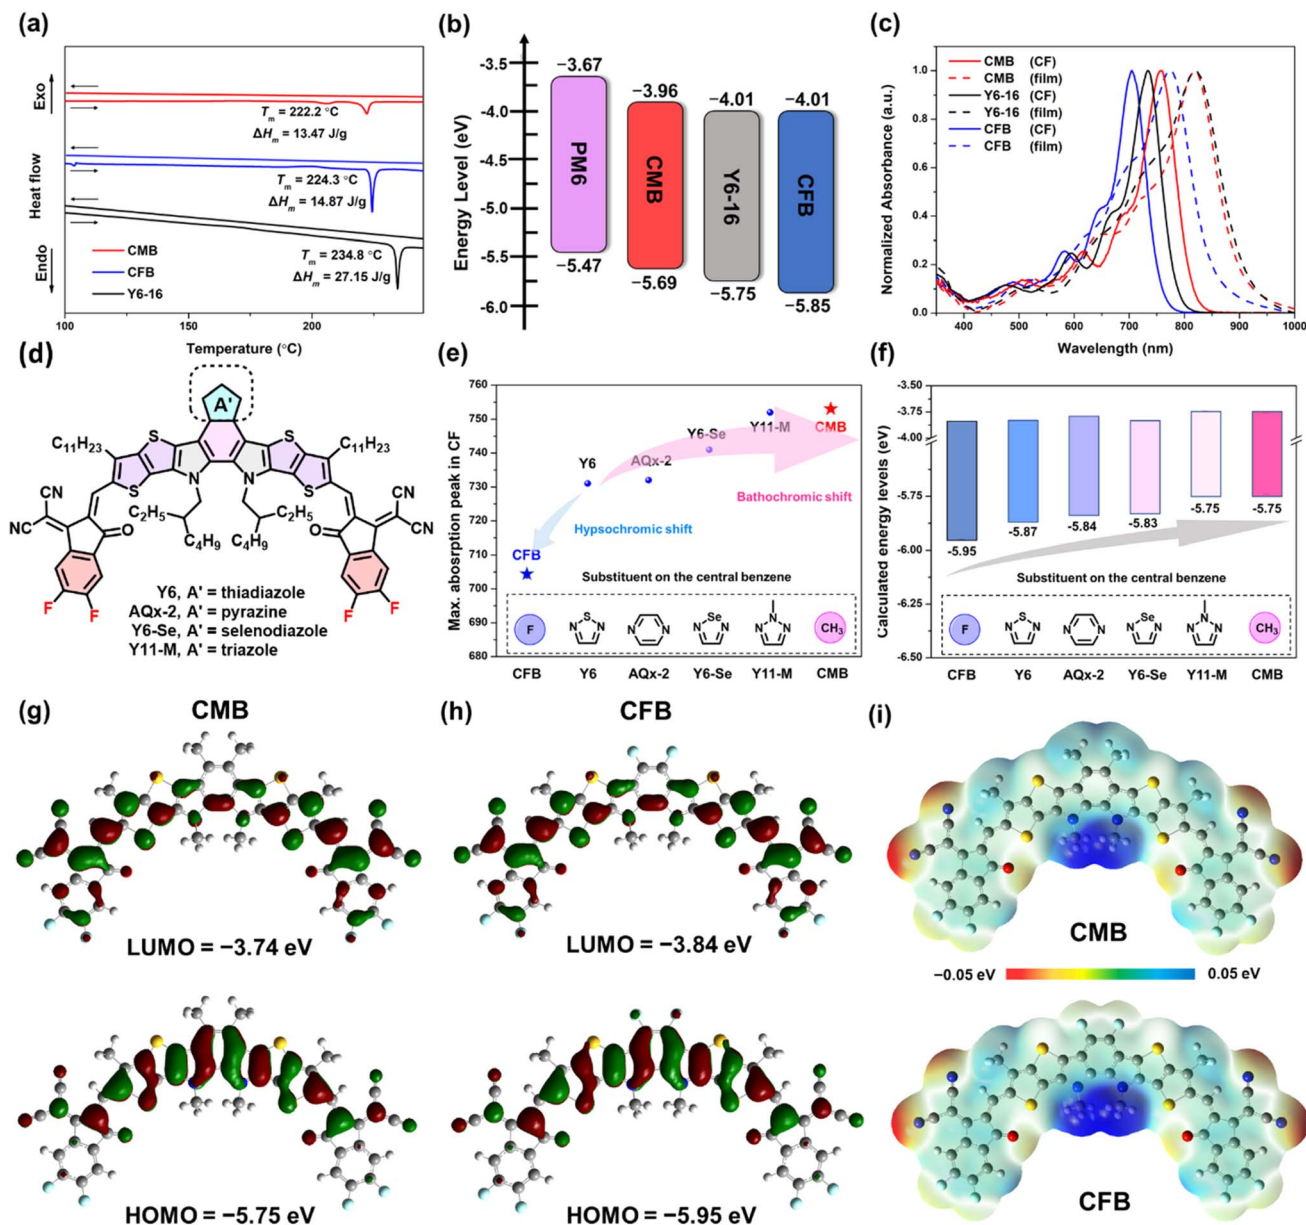 (a)
Exo
Heat flow
Endo
Tm = 222.2 °C
ΔHm = 13.47 J/g
Tm = 224.3 °C
ΔHm = 14.87 J/g
Tm = 234.8 °C
ΔHm = 27.15 J/g
CMB
CFB
Y6-16
100
150
200
Temperature (°C)
(b)
Energy Level (eV)
-3.5
-4.0
-4.5
-5.0
-5.5
-6.0
−3.67
PM6
−5.47
−3.96
CMB
−5.69
−4.01
Y6-16
−5.75
−4.01
CFB
−5.85
(c)
Normalized Absorbance (a.u.)
1.0
0.8
0.6
0.4
0.2
0.0
CMB (CF)
CMB (film)
Y6-16 (CF)
Y6-16 (film)
CFB (CF)
CFB (film)
400
500
600
700
800
900
1000
Wavelength (nm)
(d)
A'
C11H23
S
S
C11H23
S
N
N
S
CN
NC
O
C2H5
C4H9
C2H5
C4H9
O
CN
CN
F
F
F
F
Y6, A' = thiadiazole
AQx-2, A' = pyrazine
Y6-Se, A' = selenodiazole
Y11-M, A' = triazole
(e)
Max. abosrption peak in CF
760
750
740
730
720
710
700
690
680
Y6
AQx-2
Y6-Se
Y11-M
CMB
Bathochromic shift
Hypsochromic shift
CFB
Substituent on the central benzene
F
N S N
N N
N Se N
N N N
CH3
CFB
Y6
AQx-2
Y6-Se
Y11-M
CMB
(f)
Calculated energy levels (eV)
-3.50
-3.75
-4.00
-5.75
-6.00
-6.25
-6.50
-5.95
-5.87
-5.84
-5.83
-5.75
-5.75
Substituent on the central benzene
F
N S N
N N
N Se N
N N N
CH3
CFB
Y6
AQx-2
Y6-Se
Y11-M
CMB
(g)
CMB
LUMO = −3.74 eV
HOMO = −5.75 eV
(h)
CFB
LUMO = −3.84 eV
HOMO = −5.95 eV
(i)
CMB
−0.05 eV
0.05 eV
CFB